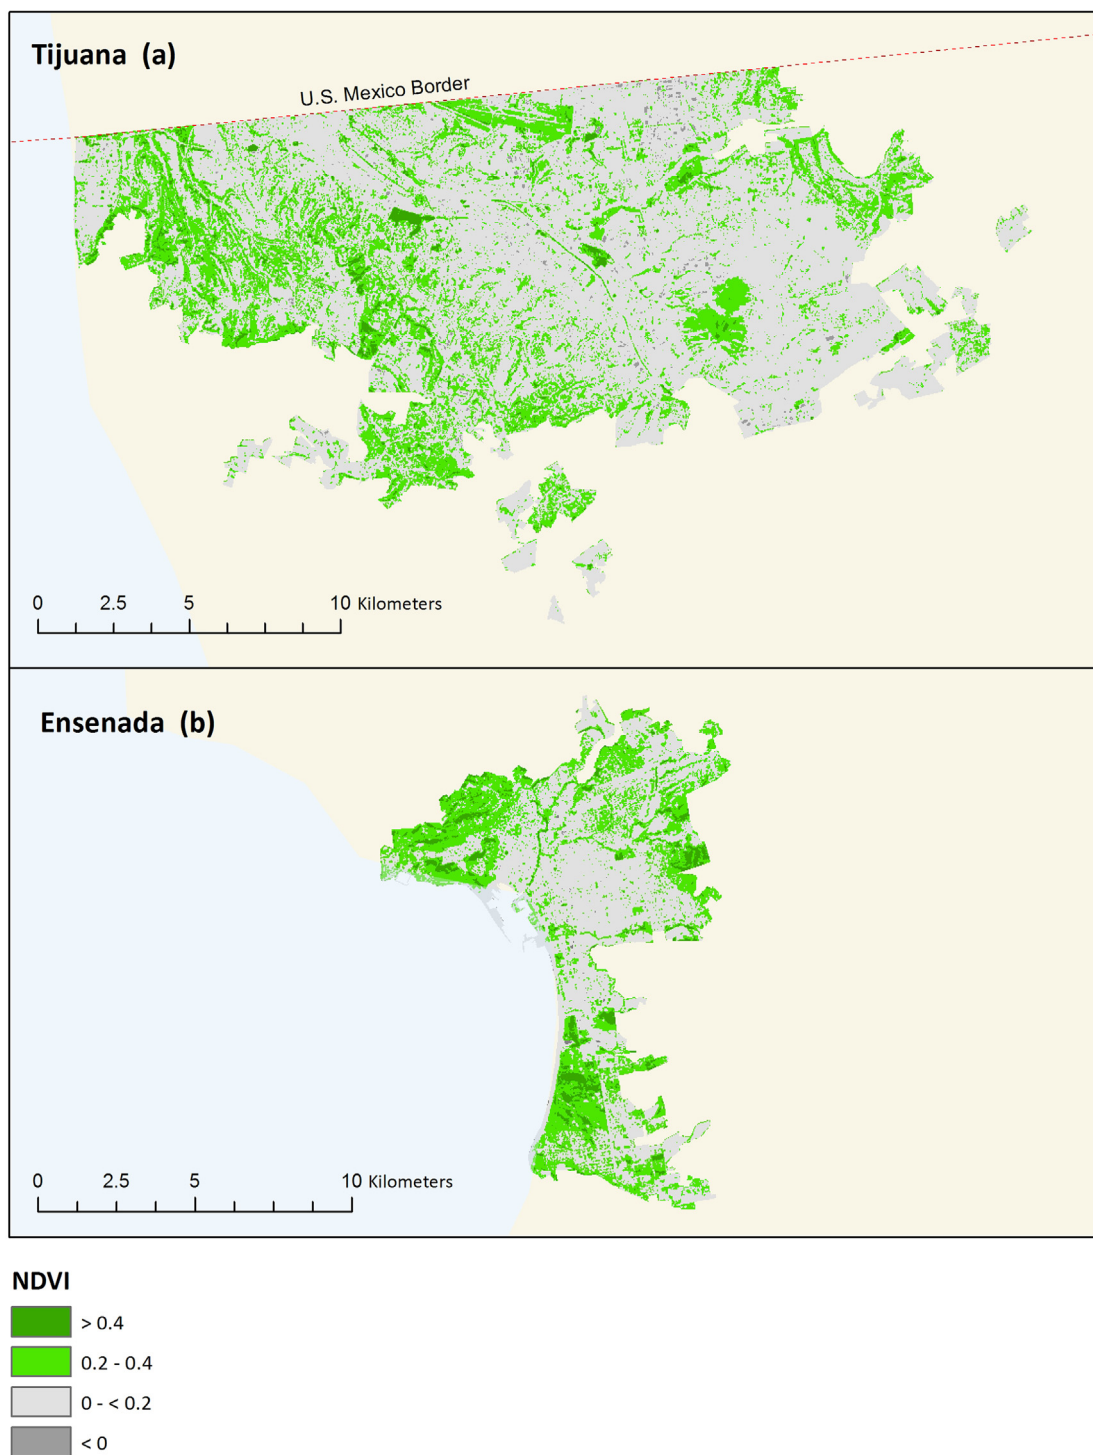 Tijuana (a)
U.S. Mexico Border
0 2.5 5 10 Kilometers
Ensenada (b)
0 2.5 5 10 Kilometers
NDVI
> 0.4
0.2 - 0.4
0 - < 0.2
< 0